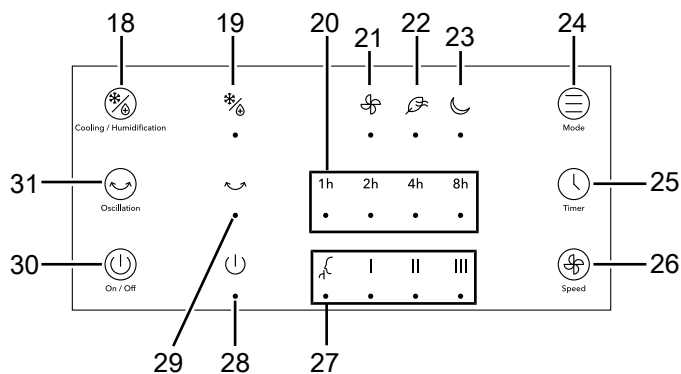 18 19 20 21 22 23 24
Cooling / Humidification
Mode
31 1h 2h 4h 8h 25
Oscillation
Timer
30 I II III 26
On / Off
Speed
29 28 27